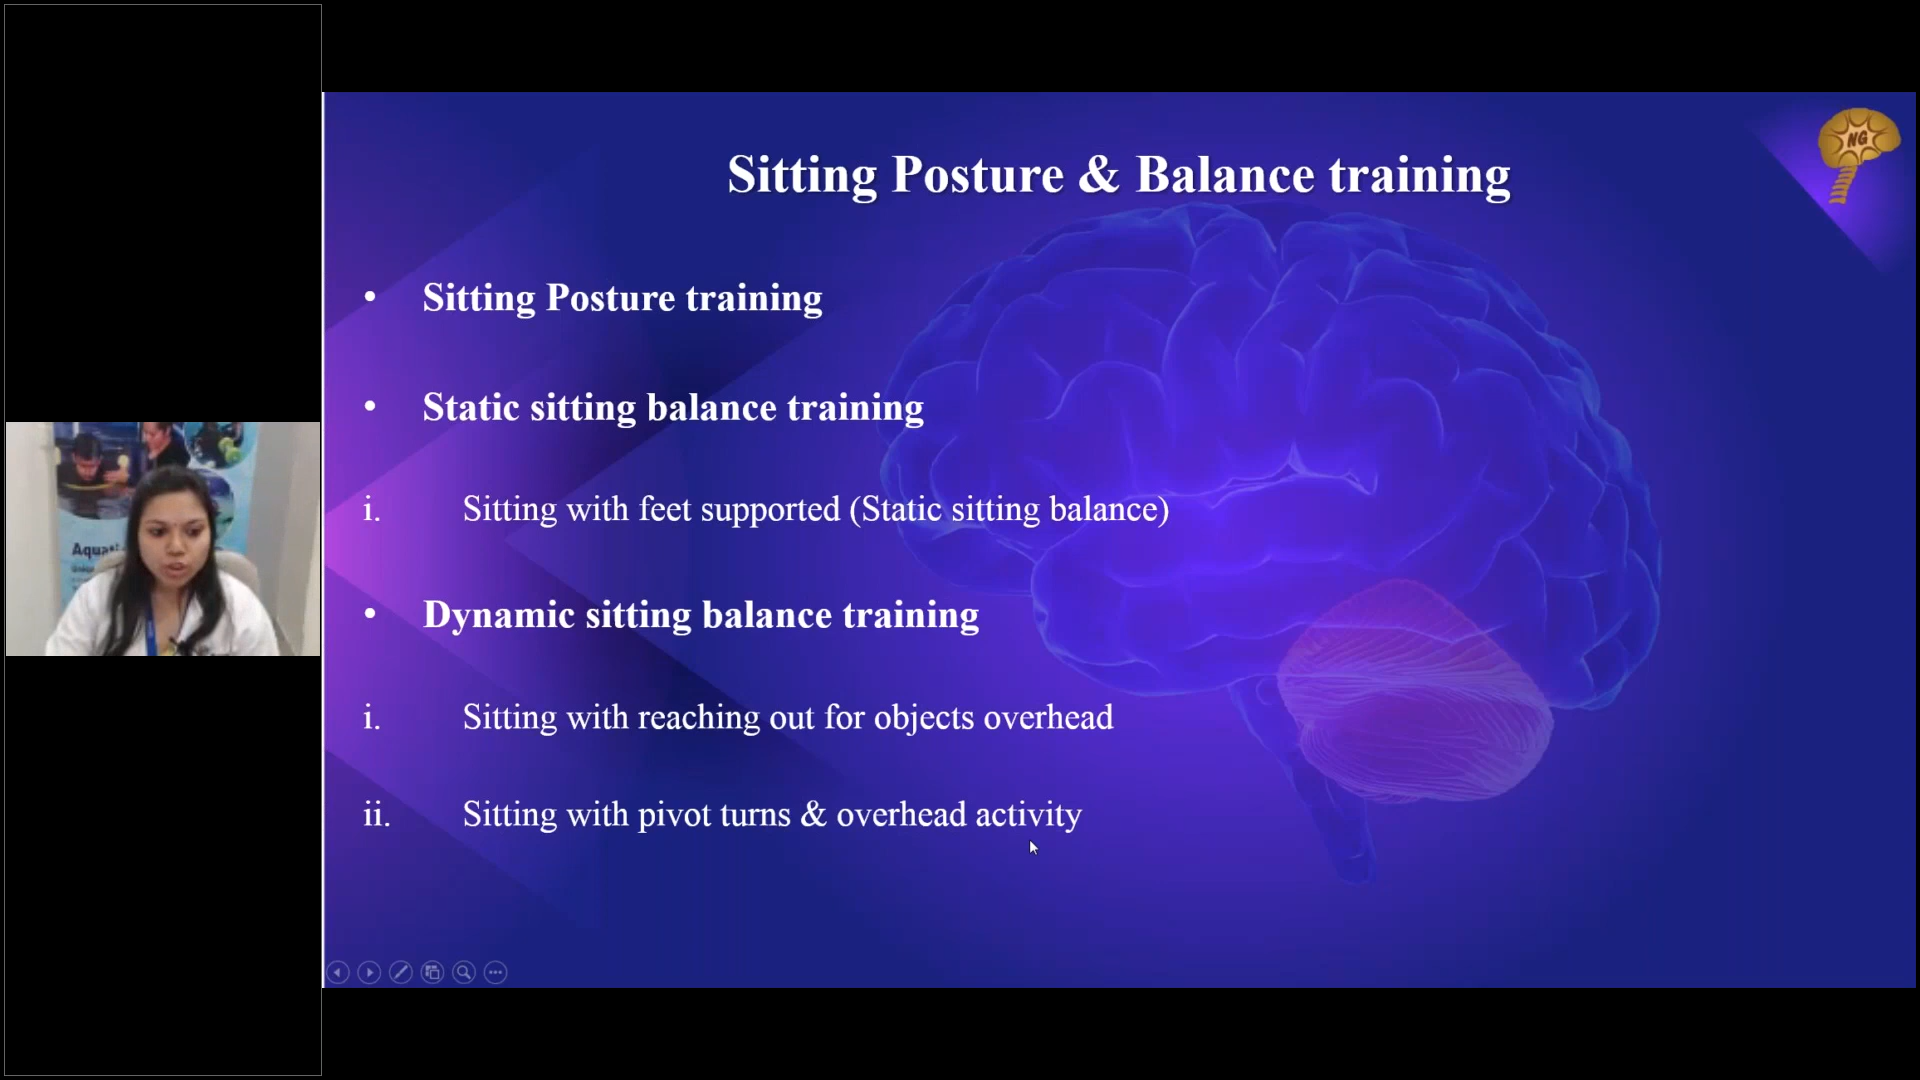 Sitting Posture & Balance training
NG
• Sitting Posture training
• Static sitting balance training
i. Sitting with feet supported (Static sitting balance)
• Dynamic sitting balance training
i. Sitting with reaching out for objects overhead
ii. Sitting with pivot turns & overhead activity